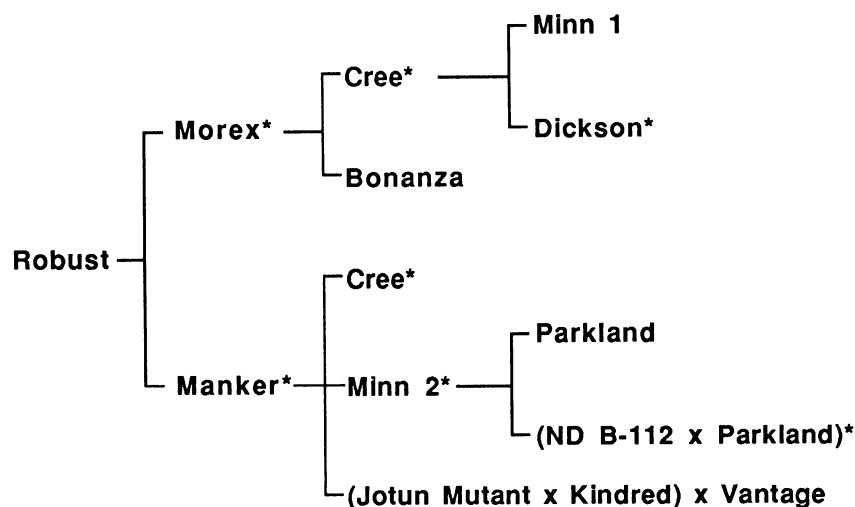 Minn 1
Cree*
Morex*
Dickson*
Bonanza
Robust
Cree*
Parkland
Manker*
Minn 2*
(ND B-112 x Parkland)*
(Jotun Mutant x Kindred) x Vantage